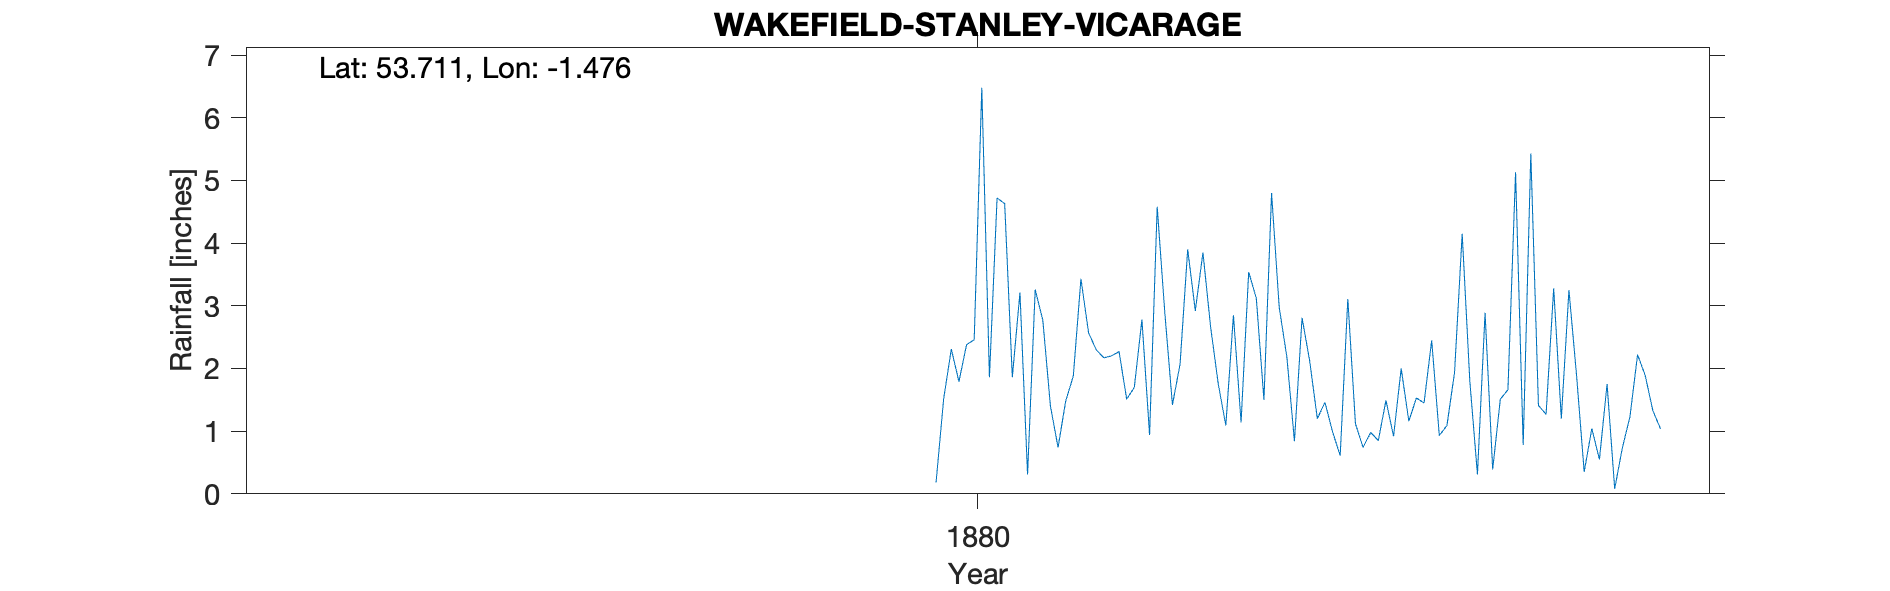 WAKEFIELD-STANLEY-VICARAGE
Lat: 53.711, Lon: -1.476
7
6
5
4
3
2
1
0
Rainfall [inches]
1880
Year